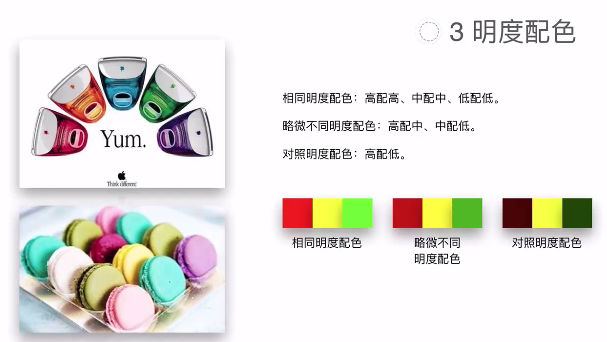 3 明度配色
Yum.
Think different.
相同明度配色：高配高、中配中、低配低。
略微不同明度配色：高配中、中配低。
对照明度配色：高配低。
相同明度配色
略微不同
明度配色
对照明度配色